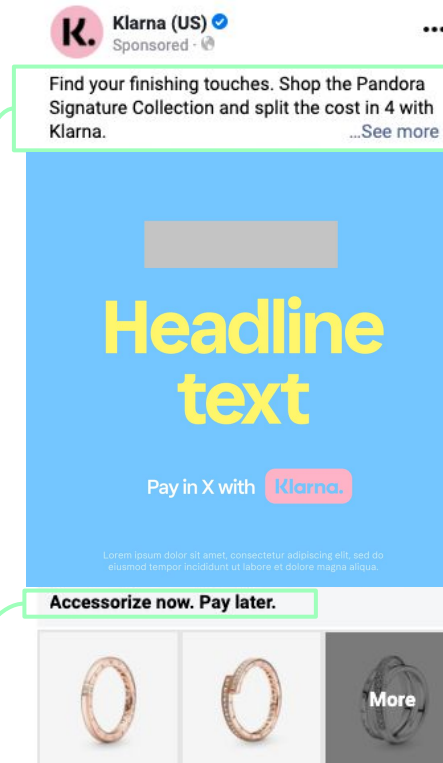 K.
Klarna (US)
Sponsored ·
Find your finishing touches. Shop the Pandora
Signature Collection and split the cost in 4 with
Klarna. ...See more
Headline
text
Pay in X with Klarna.
Lorem ipsum dolor sit amet, consectetur adipiscing elit, sed do
eiusmod tempor incididunt ut labore et dolore magna aliqua.
Accessorize now. Pay later.
More